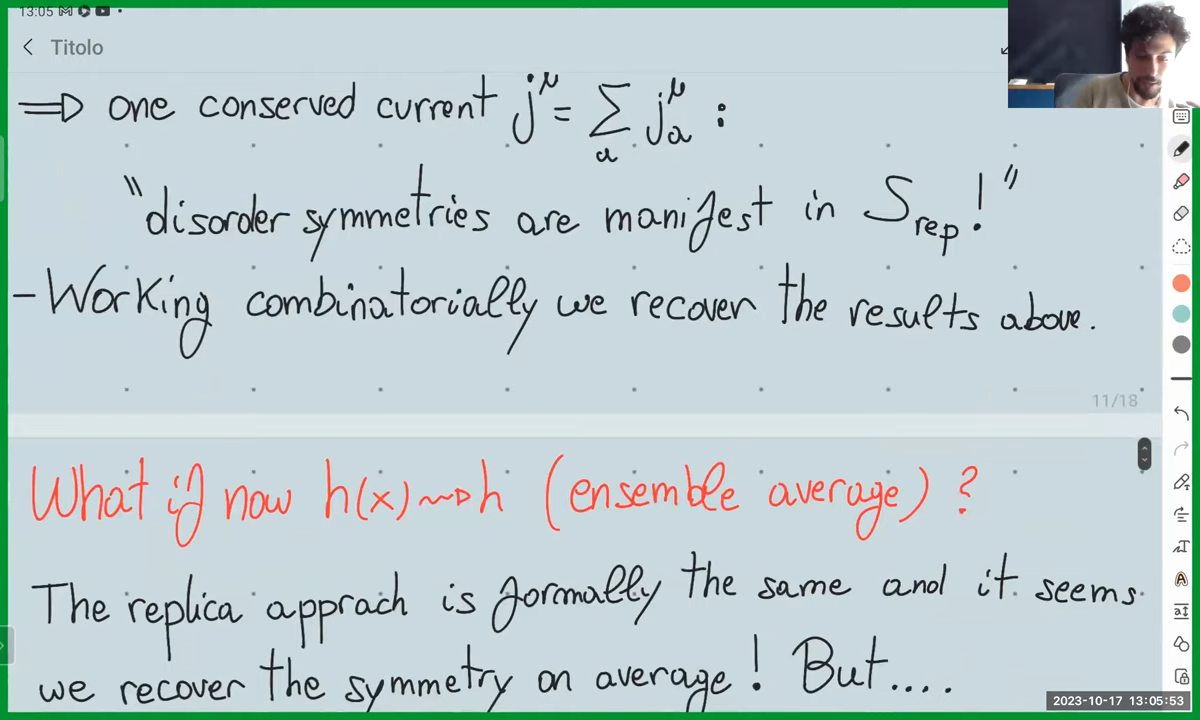 13:05
Titolo
⟹ one conserved current j^μ = Σ_a j_a^μ :
"disorder symmetries are manifest in S_rep!"
- Working combinatorially we recover the results above.
11/18
What if now h(x) ⇝ h (ensemble average) ?
The replica apprach is formally the same and it seems
we recover the symmetry on average! But....
2023-10-17 13:05:53